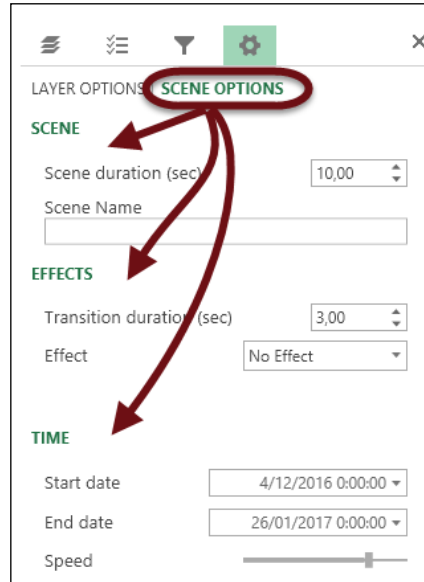 LAYER OPTIONS SCENE OPTIONS
SCENE
Scene duration (sec) 10,00
Scene Name
EFFECTS
Transition duration (sec) 3,00
Effect No Effect
TIME
Start date 4/12/2016 0:00:00
End date 26/01/2017 0:00:00
Speed